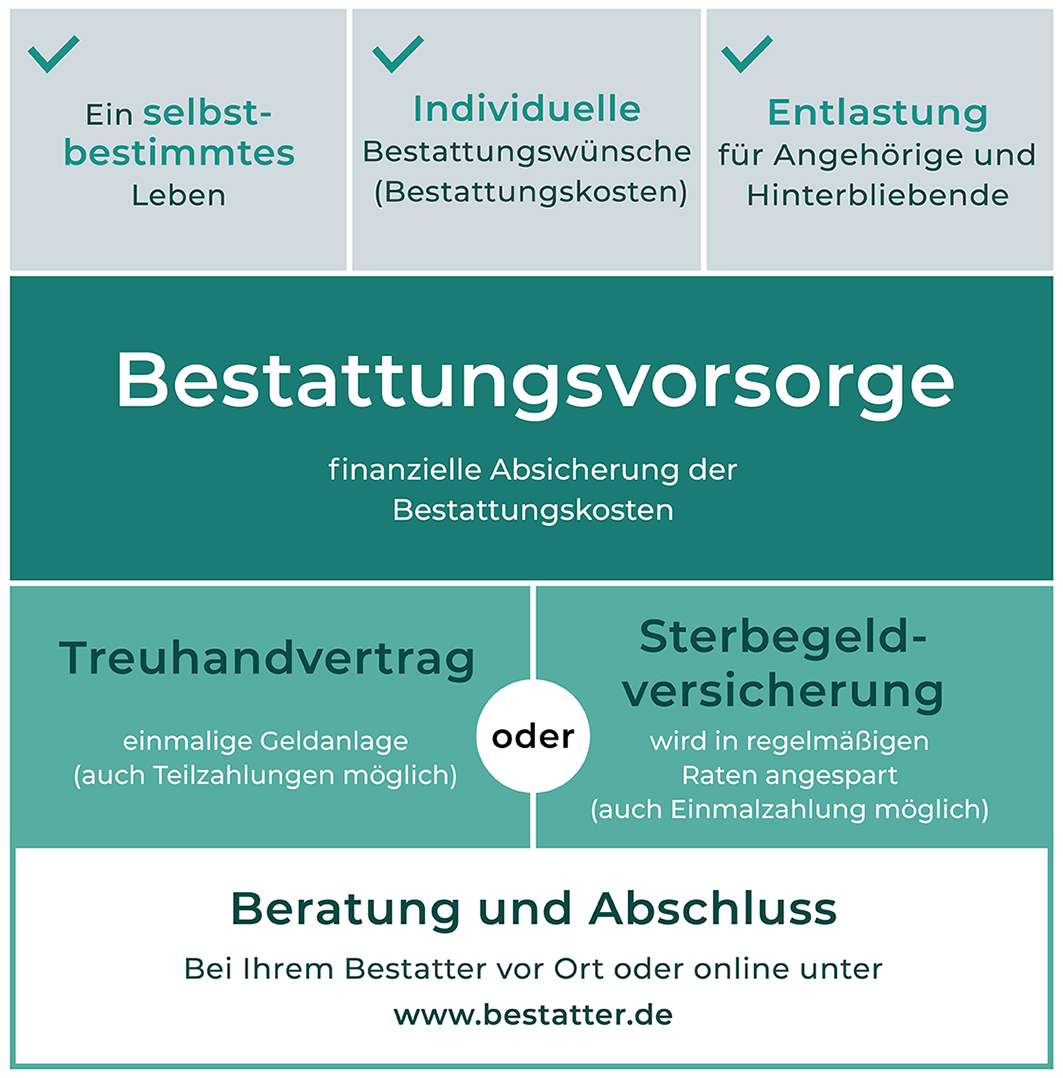 Ein selbst-
bestimmtes
Leben
Individuelle
Bestattungswünsche
(Bestattungskosten)
Entlastung
für Angehörige und
Hinterbliebende
Bestattungsvorsorge
finanzielle Absicherung der
Bestattungskosten
Treuhandvertrag
einmalige Geldanlage
(auch Teilzahlungen möglich)
oder
Sterbegeld-
versicherung
wird in regelmäßigen
Raten angespart
(auch Einmalzahlung möglich)
Beratung und Abschluss
Bei Ihrem Bestatter vor Ort oder online unter
www.bestatter.de